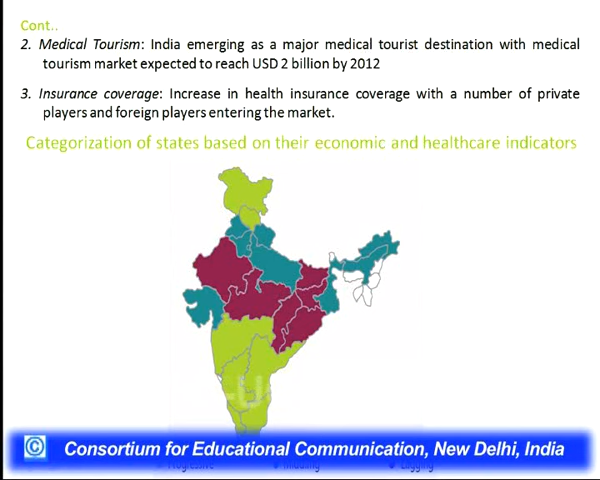 Cont..
2. Medical Tourism: India emerging as a major medical tourist destination with medical
tourism market expected to reach USD 2 billion by 2012
3. Insurance coverage: Increase in health insurance coverage with a number of private
players and foreign players entering the market.
Categorization of states based on their economic and healthcare indicators
© Consortium for Educational Communication, New Delhi, India